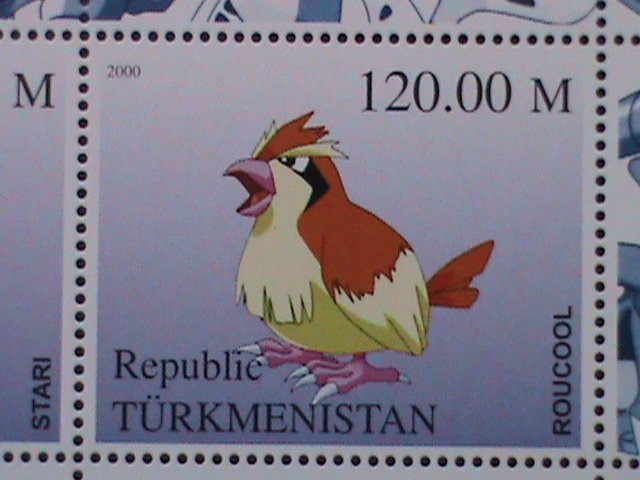 M
STARI
2000
120.00 M
Republic
TÜRKMENISTAN
ROUCOOL